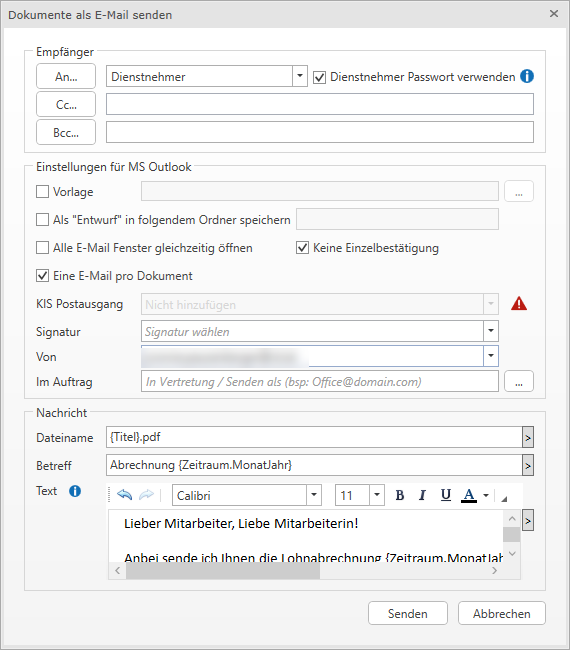 Dokumente als E-Mail senden
Empfänger
An... Dienstnehmer Dienstnehmer Passwort verwenden
Cc...
Bcc...
Einstellungen für MS Outlook
Vorlage ...
Als "Entwurf" in folgendem Ordner speichern
Alle E-Mail Fenster gleichzeitig öffnen Keine Einzelbestätigung
Eine E-Mail pro Dokument
KIS Postausgang Nicht hinzufügen
Signatur Signatur wählen
Von
Im Auftrag In Vertretung / Senden als (bsp: Office@domain.com) ...
Nachricht
Dateiname {Titel}.pdf >
Betreff Abrechnung {Zeitraum.MonatJahr} >
Text Calibri 11 B I U A
Lieber Mitarbeiter, Liebe Mitarbeiterin! >
Anbei sende ich Ihnen die Lohnabrechnung {Zeitraum.MonatJah
Senden Abbrechen